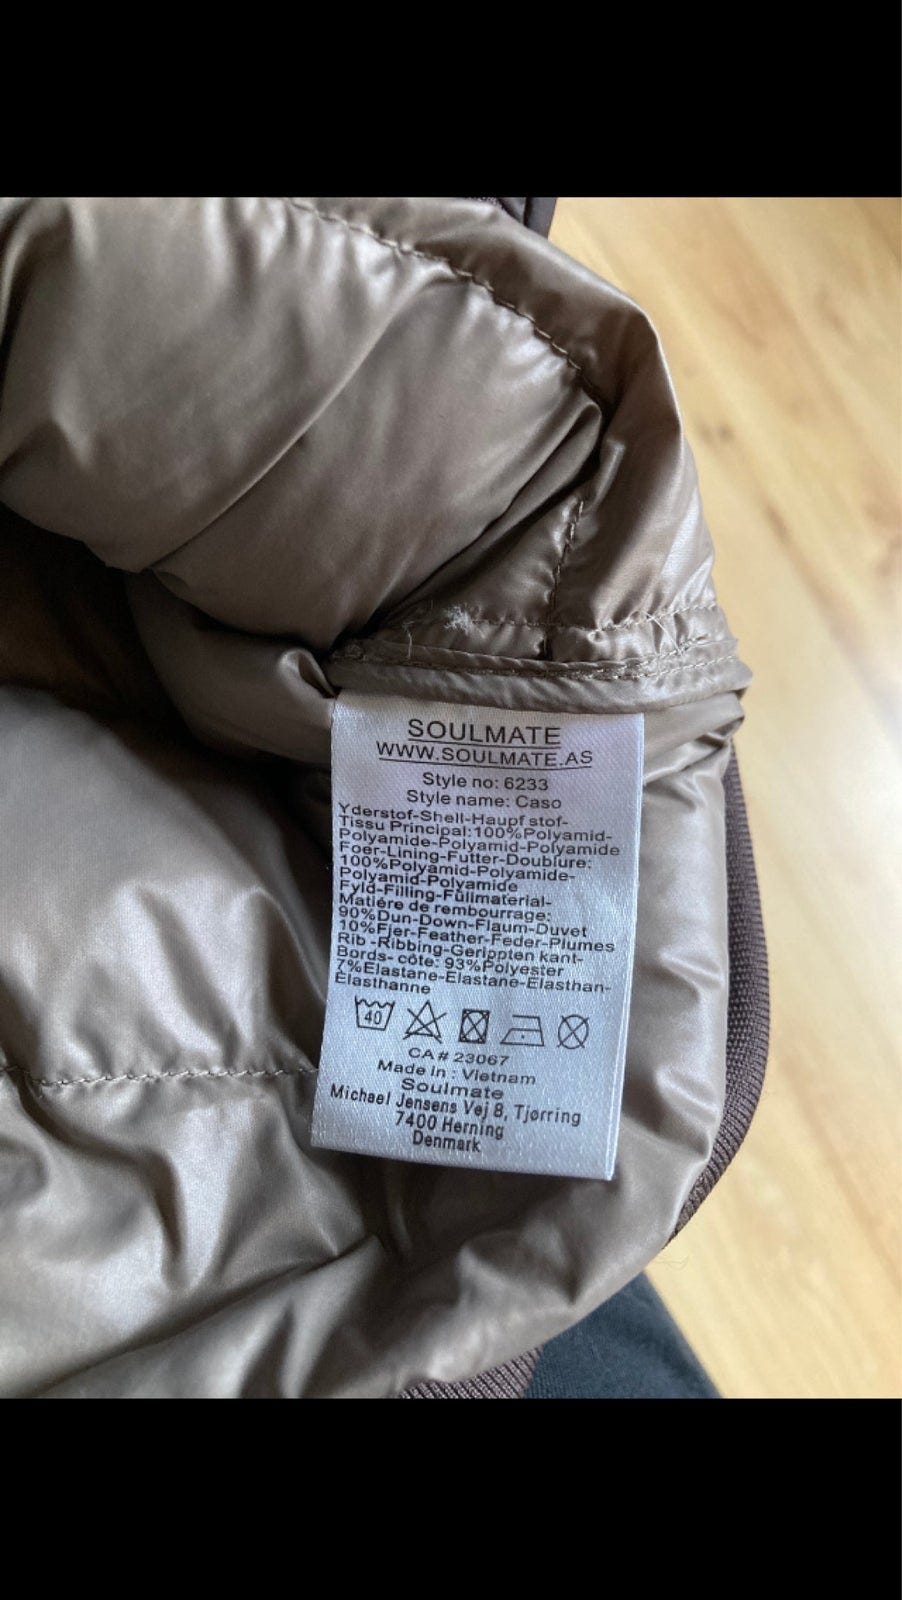 SOULMATE
WWW.SOULMATE.AS
Style no: 6233
Style name: Caso
Yderstof-Shell-Haupf stof-
Tissu Principal:100%Polyamid-
Polyamide-Polyamid-Polyamide
Foer-Lining-Futter-Doublure:
100%Polyamid-Polyamide-
Polyamid-Polyamide
Fyld-Filling-Fülimaterial-
Matiére de rembourrage:
90%Dun-Down-Flaum-Duvet
10%Fjer-Feather-Feder-Plumes
Rib -Ribbing-Gerippten kant-
Bords- côte: 93%Polyester
7%Elastane-Elastane-Elasthan-
Elasthanne
40
CA # 23067
Made In : Vietnam
Soulmate
Michael Jensens Vej 8, Tjørring
7400 Herning
Denmark